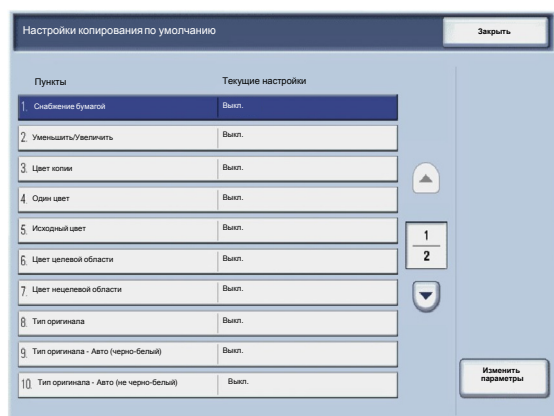 Настройки копирования по умолчанию
Закрыть
Пункты Текущие настройки
1. Снабжение бумагой Выкл.
2. Уменьшить/Увеличить Выкл.
3. Цвет копии Выкл.
4. Один цвет Выкл.
5. Исходный цвет Выкл.
6. Цвет целевой области Выкл.
7. Цвет нецелевой области Выкл.
8. Тип оригинала Выкл.
9. Тип оригинала - Авто (черно-белый) Выкл.
10. Тип оригинала - Авто (не черно-белый) Выкл.
1
2
Изменить
параметры